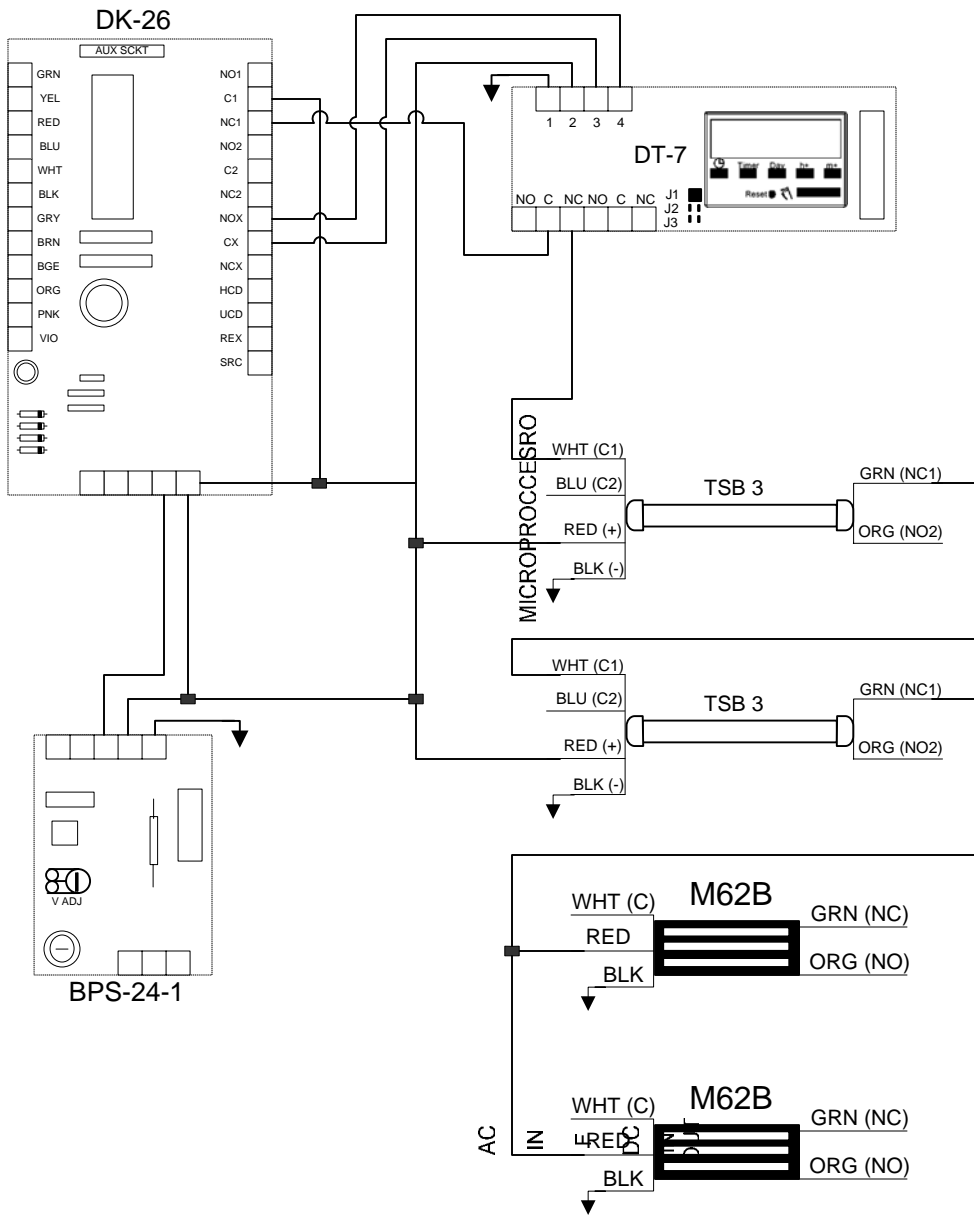 DK-26
AUX SCKT
GRN
YEL
RED
BLU
WHT
BLK
GRY
BRN
BGE
ORG
PNK
VIO
NO1
C1
NC1
NO2
C2
NC2
NOX
CX
NCX
HCD
UCD
REX
SRC
1 2 3 4
DT-7
Timer Day h+ m+
Reset
NO C NC NO C NC
J1
J2
J3
MICROPROCCESRO
WHT (C1)
BLU (C2)
RED (+)
BLK (-)
TSB 3
GRN (NC1)
ORG (NO2)
WHT (C1)
BLU (C2)
RED (+)
BLK (-)
TSB 3
GRN (NC1)
ORG (NO2)
V ADJ
BPS-24-1
WHT (C)
RED
BLK
M62B
GRN (NC)
ORG (NO)
WHT (C)
RED
BLK
M62B
GRN (NC)
ORG (NO)
AC
IN
DC